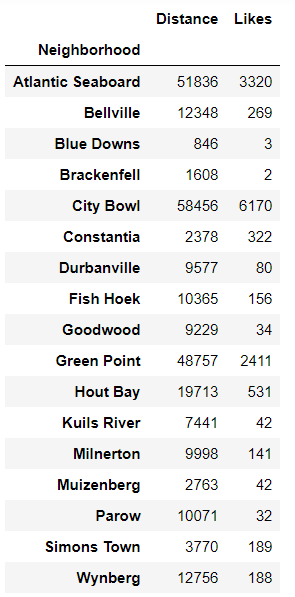 Distance Likes
Neighborhood
Atlantic Seaboard 51836 3320
Bellville 12348 269
Blue Downs 846 3
Brackenfell 1608 2
City Bowl 58456 6170
Constantia 2378 322
Durbanville 9577 80
Fish Hoek 10365 156
Goodwood 9229 34
Green Point 48757 2411
Hout Bay 19713 531
Kuils River 7441 42
Milnerton 9998 141
Muizenberg 2763 42
Parow 10071 32
Simons Town 3770 189
Wynberg 12756 188